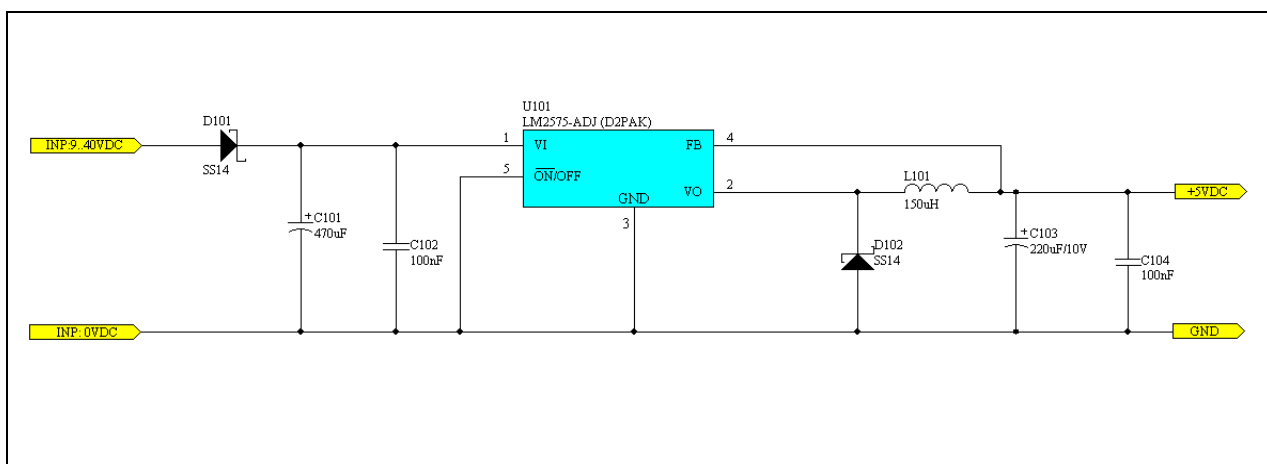 U101
LM2575-ADJ (D2PAK)
D101
INP:9..40VDC
SS14
1
VI
FB
4
5
ON/OFF
VO
2
GND
3
L101
150uH
+5VDC
+
C101
470uF
C102
100nF
D102
SS14
+
C103
220uF/10V
C104
100nF
INP: 0VDC
GND